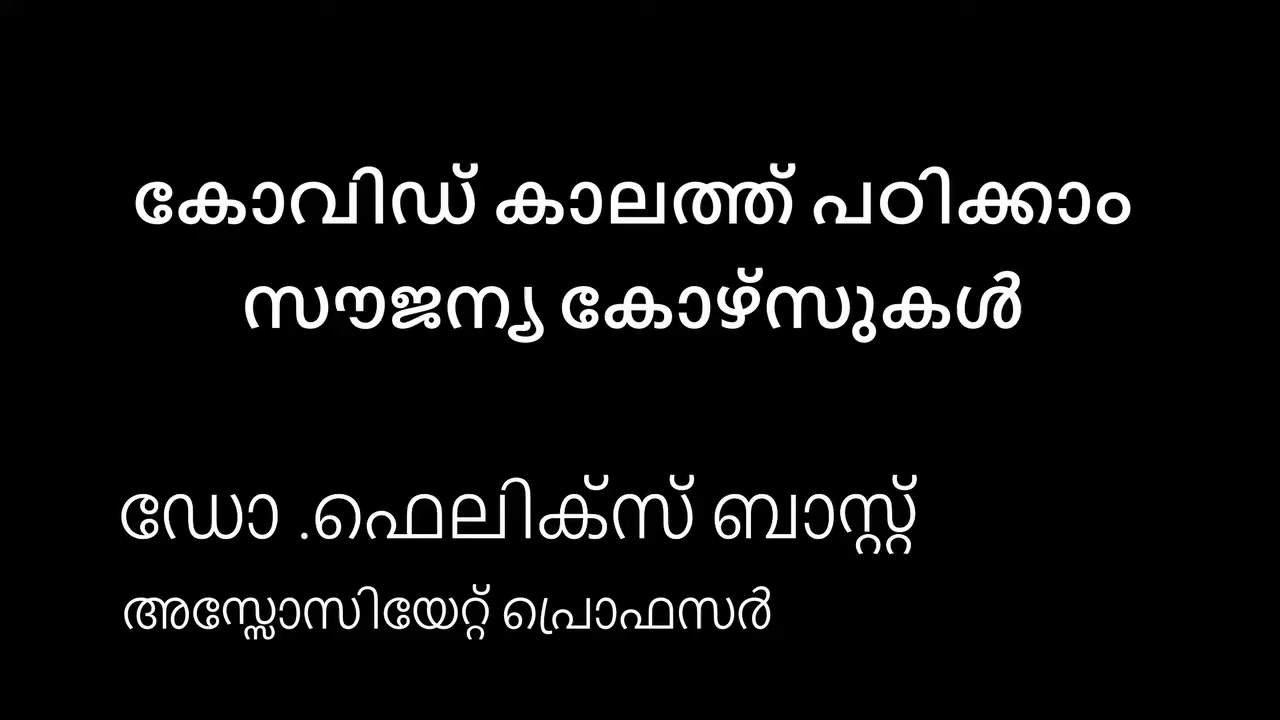 കോവിഡ് കാലത്ത് പഠിക്കാം
സൗജന്യ കോഴ്സുകൾ
ഡോ .ഫെലിക്സ് ബാസ്റ്റ്
അസ്സോസിയേറ്റ് പ്രൊഫസർ